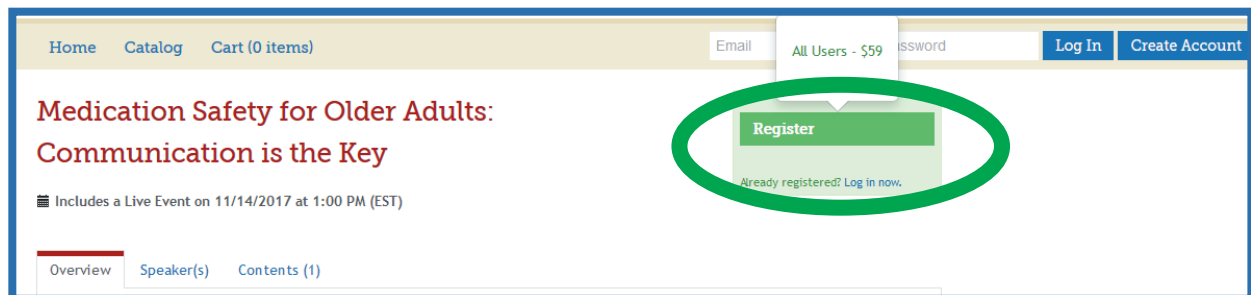 Home Catalog Cart (0 items) Email Log In Create Account
All Users - $59
Medication Safety for Older Adults:
Communication is the Key
Register
Already registered? Log in now.
Includes a Live Event on 11/14/2017 at 1:00 PM (EST)
Overview Speaker(s) Contents (1)